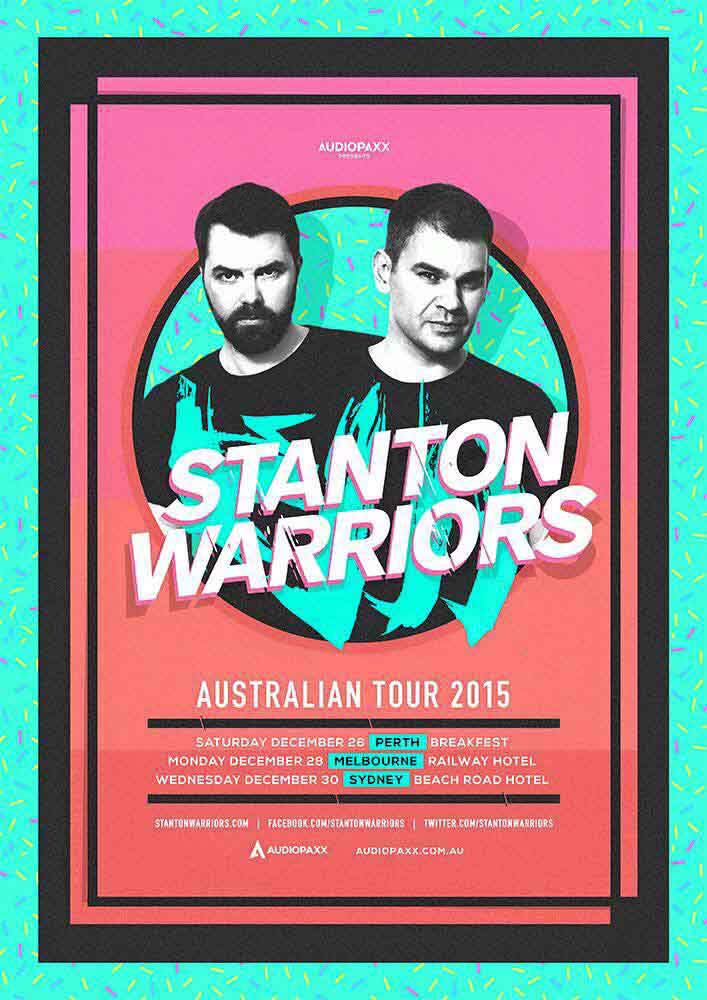 AUDIOPAXX
PRESENTS
STANTON
WARRIORS
AUSTRALIAN TOUR 2015
SATURDAY DECEMBER 26 PERTH BREAKFEST
MONDAY DECEMBER 28 MELBOURNE RAILWAY HOTEL
WEDNESDAY DECEMBER 30 SYDNEY BEACH ROAD HOTEL
STANTONWARRIORS.COM | FACEBOOK.COM/STANTONWARRIORS | TWITTER.COM/STANTONWARRIORS
AUDIOPAXX AUDIOPAXX.COM.AU